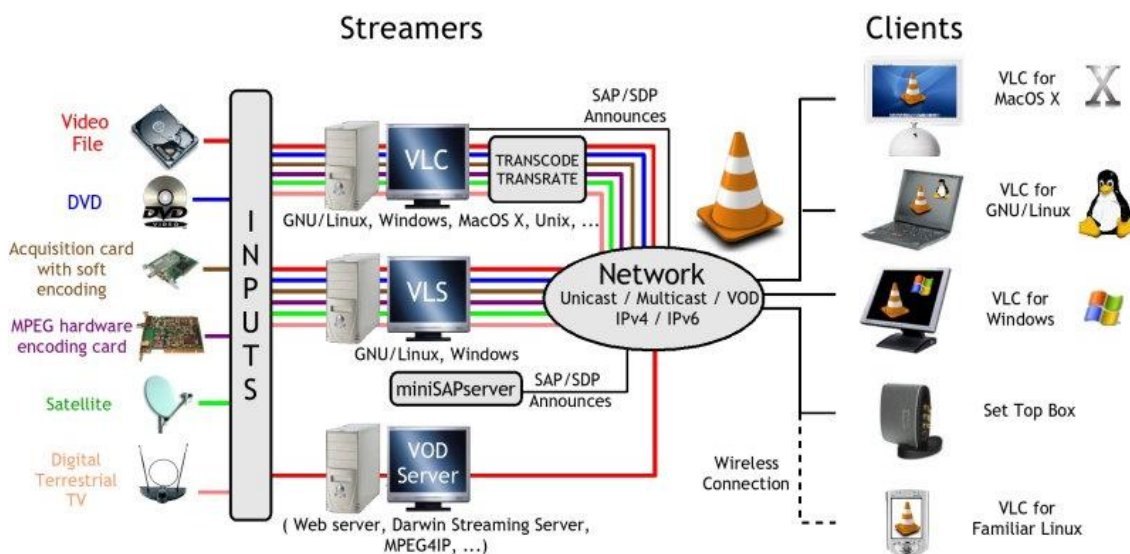 Streamers
Clients
Video
File
DVD
DVD
VIDEO
Acquisition card
with soft
encoding
MPEG hardware
encoding card
Satellite
Digital
Terrestrial
TV
INPUTS
VLC
GNU/Linux, Windows, MacOS X, Unix, ...
TRANSCODE
TRANSRATE
SAP/SDP
Announces
VLS
GNU/Linux, Windows
miniSAPserver
SAP/SDP
Announces
VOD
Server
( Web server, Darwin Streaming Server,
MPEG4IP, ...)
Network
Unicast / Multicast / VOD
IPv4 / IPv6
Wireless
Connection
VLC for
MacOS X
X
VLC for
GNU/Linux
VLC for
Windows
Set Top Box
VLC for
Familiar Linux